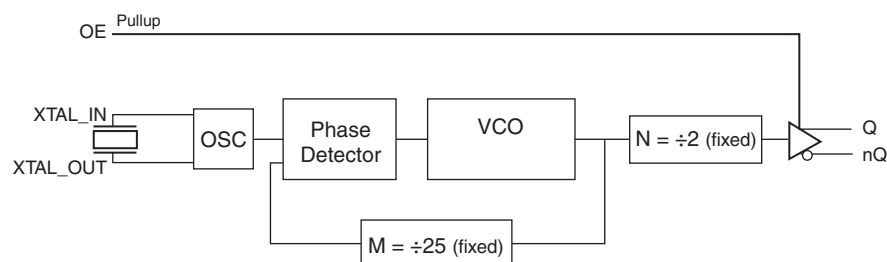 OE Pullup
XTAL_IN
OSC
XTAL_OUT
Phase
Detector
VCO
N = ÷2 (fixed)
Q
nQ
M = ÷25 (fixed)